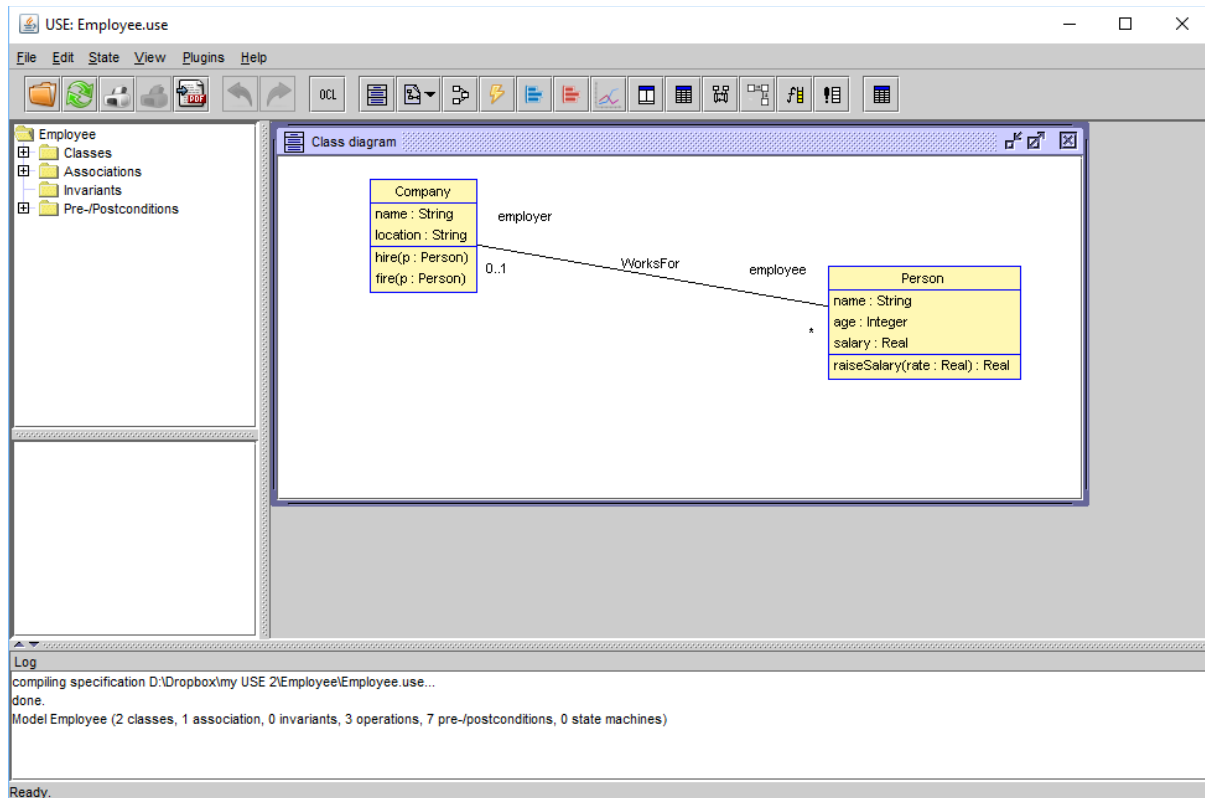 USE: Employee.use
File Edit State View Plugins Help
PDF
OCL
Employee
Classes
Associations
Invariants
Pre-/Postconditions
Class diagram
Company
name : String
location : String
hire(p : Person)
fire(p : Person)
employer
0..1
WorksFor
employee
*
Person
name : String
age : Integer
salary : Real
raiseSalary(rate : Real) : Real
Log
compiling specification D:\Dropbox\my USE 2\Employee\Employee.use...
done.
Model Employee (2 classes, 1 association, 0 invariants, 3 operations, 7 pre-/postconditions, 0 state machines)
Ready.